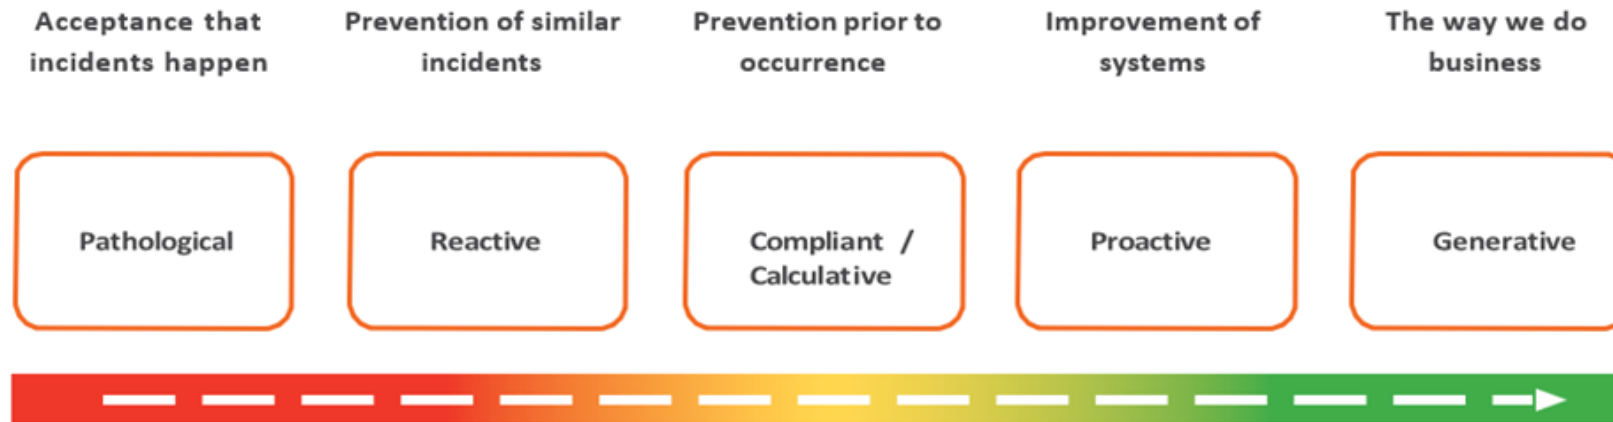 Acceptance that
incidents happen
Prevention of similar
incidents
Prevention prior to
occurrence
Improvement of
systems
The way we do
business
Pathological
Reactive
Compliant /
Calculative
Proactive
Generative